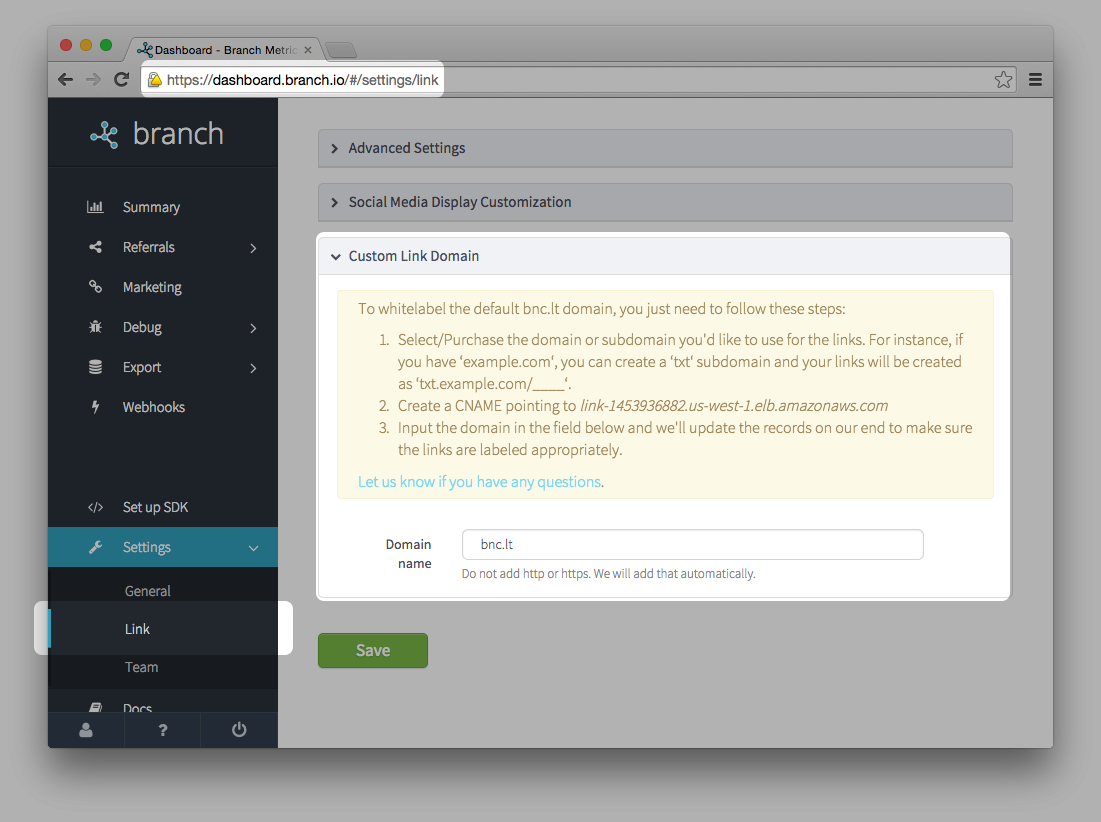 Dashboard - Branch Metric
https://dashboard.branch.io/#/settings/link
branch
Summary
Referrals
Marketing
Debug
Export
Webhooks
Set up SDK
Settings
General
Link
Team
Docs
?
Advanced Settings
Social Media Display Customization
Custom Link Domain
To whitelabel the default bnc.lt domain, you just need to follow these steps:
1. Select/Purchase the domain or subdomain you'd like to use for the links. For instance, if
you have ‘example.com‘, you can create a ‘txt‘ subdomain and your links will be created
as ‘txt.example.com/____‘.
2. Create a CNAME pointing to link-1453936882.us-west-1.elb.amazonaws.com
3. Input the domain in the field below and we'll update the records on our end to make sure
the links are labeled appropriately.
Let us know if you have any questions.
Domain
name
bnc.lt
Do not add http or https. We will add that automatically.
Save